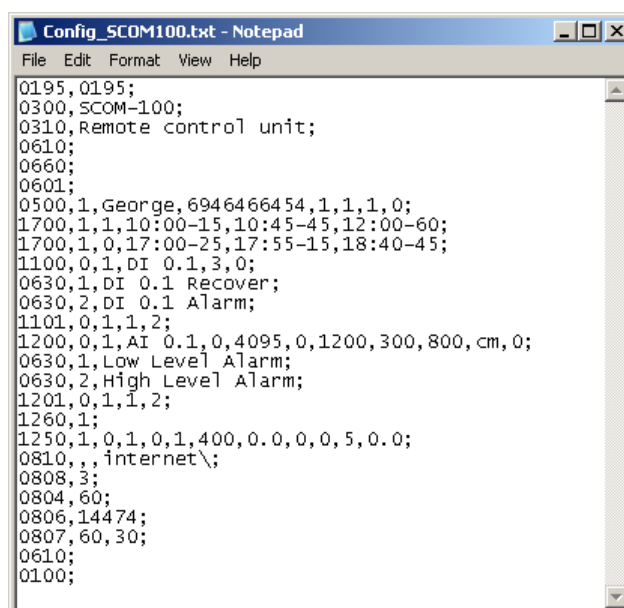 Config_SCOM100.txt - Notepad
File Edit Format View Help
0195,0195;
0300,SCOM-100;
0310,Remote control unit;
0610;
0660;
0601;
0500,1,George,6946466454,1,1,1,0;
1700,1,1,10:00-15,10:45-45,12:00-60;
1700,1,0,17:00-25,17:55-15,18:40-45;
1100,0,1,DI 0.1,3,0;
0630,1,DI 0.1 Recover;
0630,2,DI 0.1 Alarm;
1101,0,1,1,2;
1200,0,1,AI 0.1,0,4095,0,1200,300,800,cm,0;
0630,1,Low Level Alarm;
0630,2,High Level Alarm;
1201,0,1,1,2;
1260,1;
1250,1,0,1,0,1,400,0.0,0,0,5,0.0;
0810,,,internet\;
0808,3;
0804,60;
0806,14474;
0807,60,30;
0610;
0100;